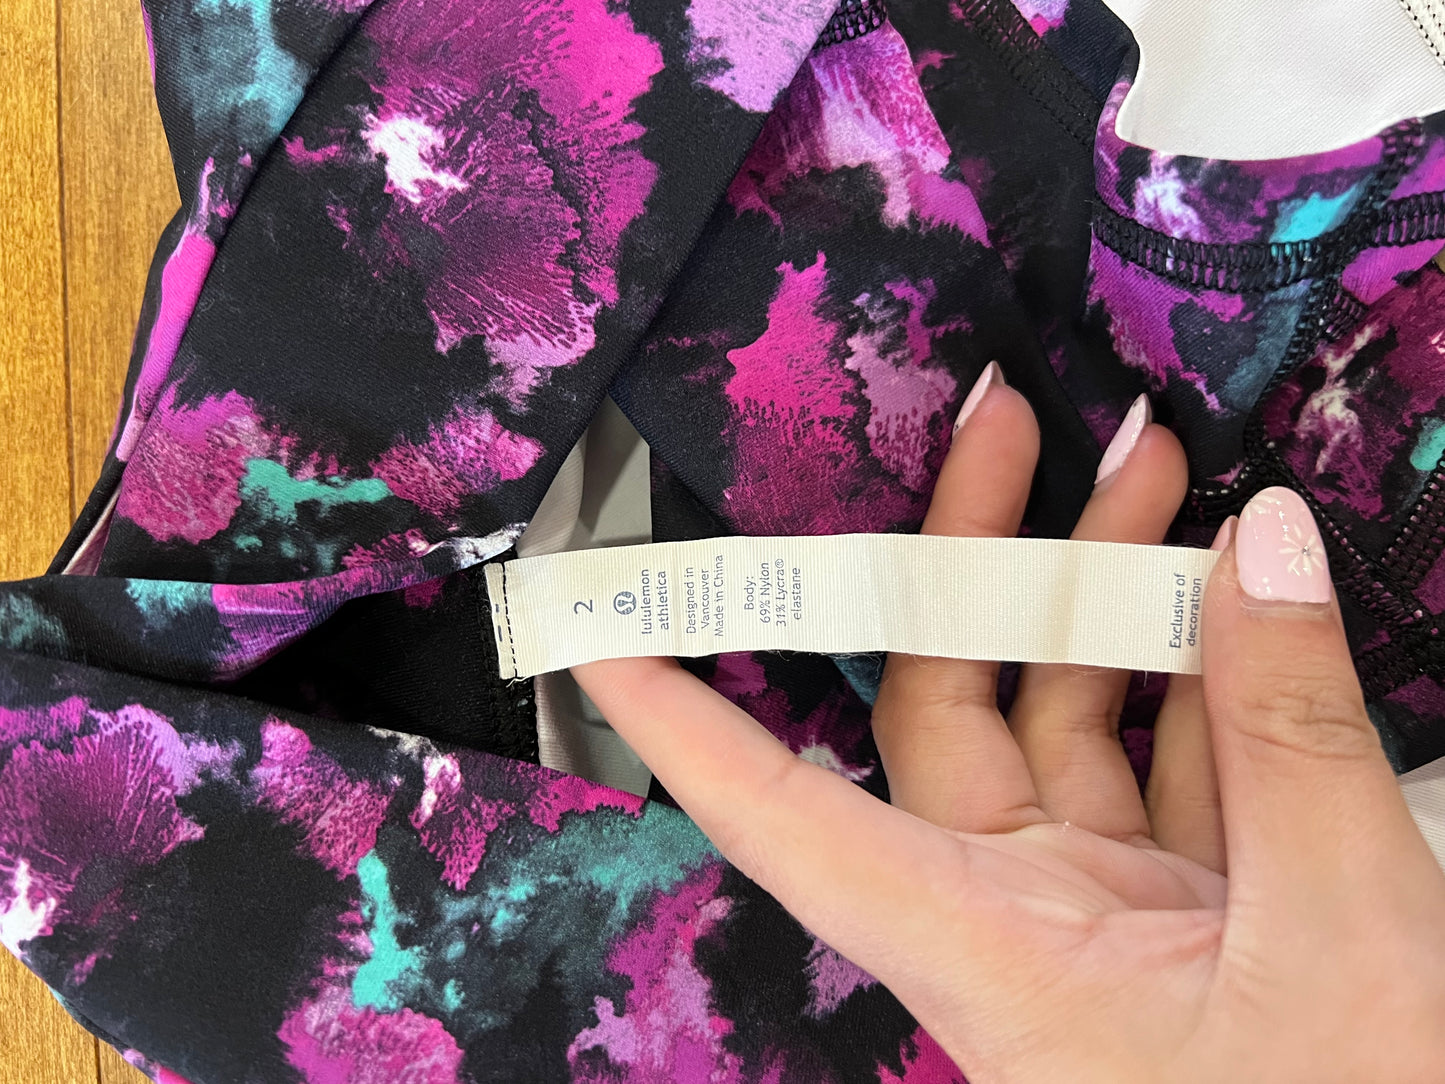 2
lululemon
athletica
Designed in
Vancouver
Made in China
Body:
69% Nylon
31% Lycra®
elastane
Exclusive of
decoration